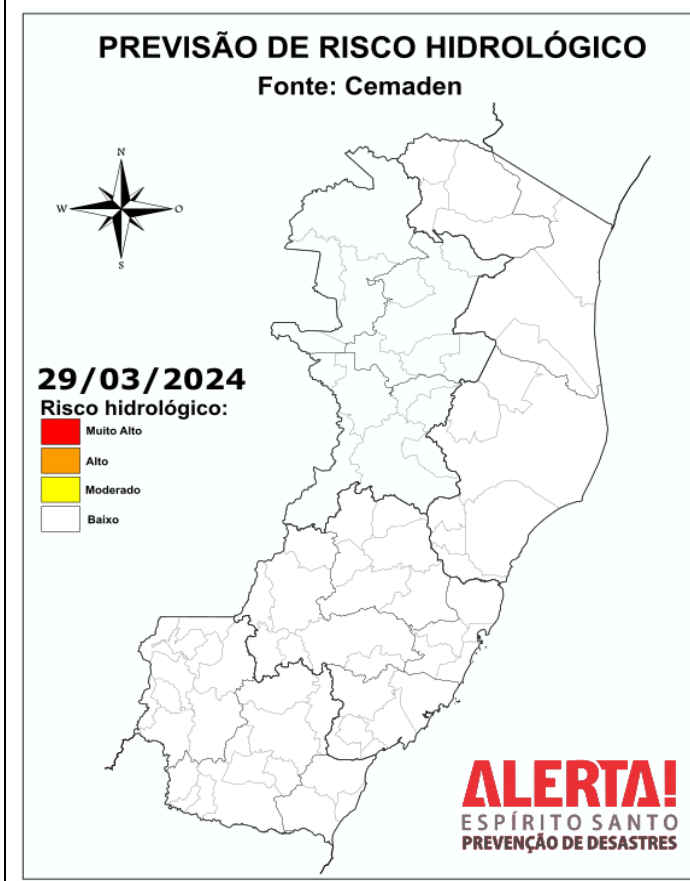 PREVISÃO DE RISCO HIDROLÓGICO
Fonte: Cemaden
N
W
O
S
29/03/2024
Risco hidrológico:
Muito Alto
Alto
Moderado
Baixo
ALERTA!
ESPÍRITO SANTO
PREVENÇÃO DE DESASTRES